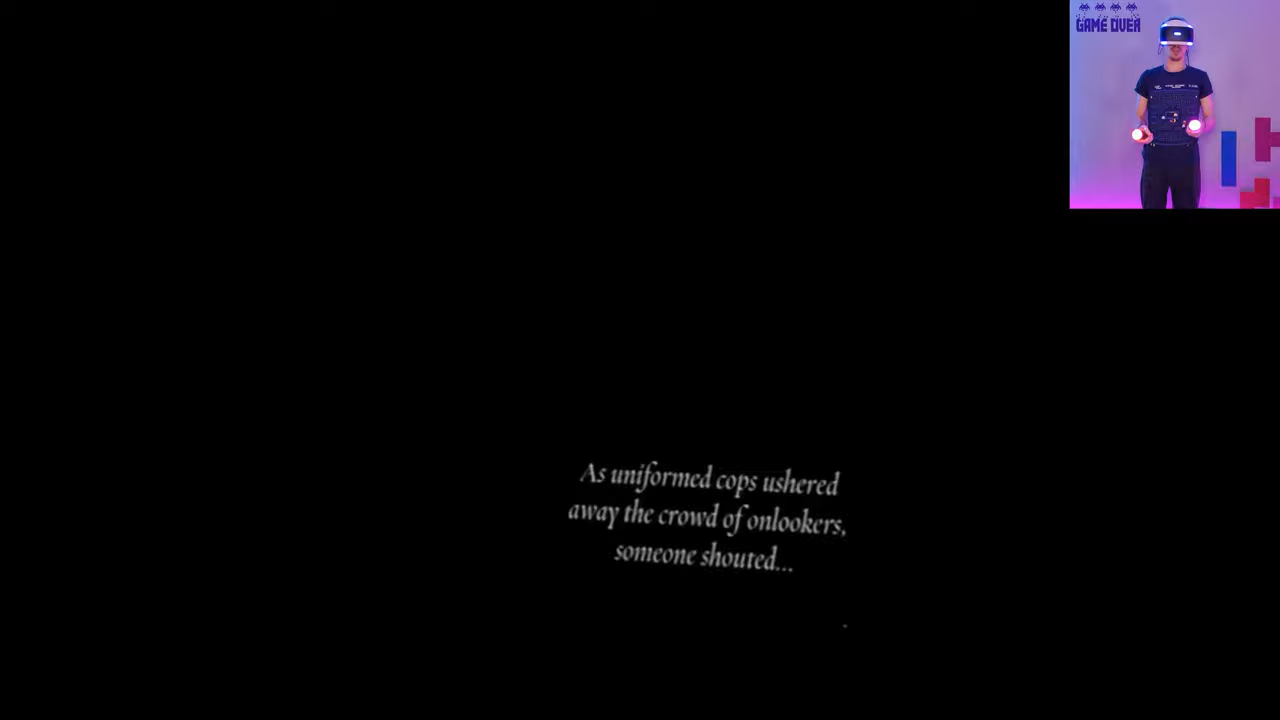 GAME OVER
As uniformed cops ushered
away the crowd of onlookers,
someone shouted...